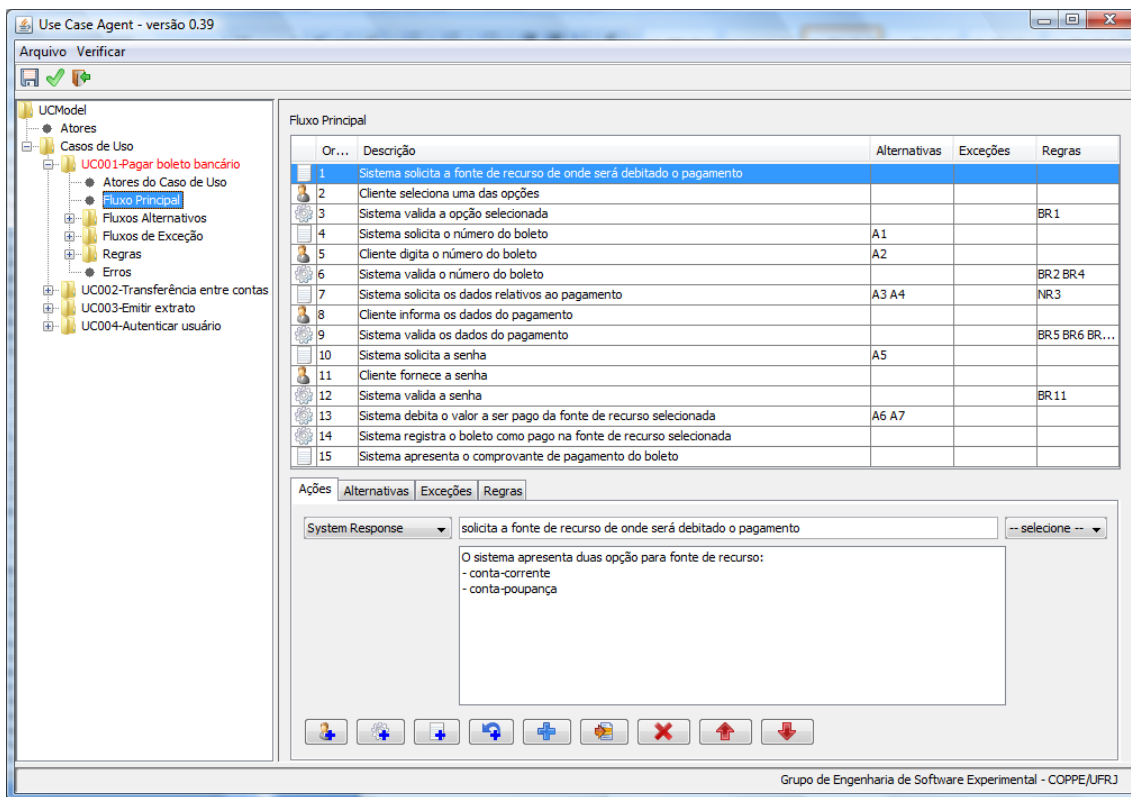 Use Case Agent - versão 0.39
Arquivo Verificar
UCModel
Atores
Casos de Uso
UC001-Pagar boleto bancário
Atores do Caso de Uso
Fluxo Principal
Fluxos Alternativos
Fluxos de Exceção
Regras
Erros
UC002-Transferência entre contas
UC003-Emitir extrato
UC004-Autenticar usuário
Fluxo Principal
Or... Descrição Alternativas Exceções Regras
1 Sistema solicita a fonte de recurso de onde será debitado o pagamento
2 Cliente seleciona uma das opções
3 Sistema valida a opção selecionada BR1
4 Sistema solicita o número do boleto A1
5 Cliente digita o número do boleto A2
6 Sistema valida o número do boleto BR2 BR4
7 Sistema solicita os dados relativos ao pagamento A3 A4 NR3
8 Cliente informa os dados do pagamento
9 Sistema valida os dados do pagamento BR5 BR6 BR...
10 Sistema solicita a senha A5
11 Cliente fornece a senha
12 Sistema valida a senha BR11
13 Sistema debita o valor a ser pago da fonte de recurso selecionada A6 A7
14 Sistema registra o boleto como pago na fonte de recurso selecionada
15 Sistema apresenta o comprovante de pagamento do boleto
Ações Alternativas Exceções Regras
System Response solicita a fonte de recurso de onde será debitado o pagamento -- selecione --
O sistema apresenta duas opção para fonte de recurso:
- conta-corrente
- conta-poupança
Grupo de Engenharia de Software Experimental - COPPE/UFRJ